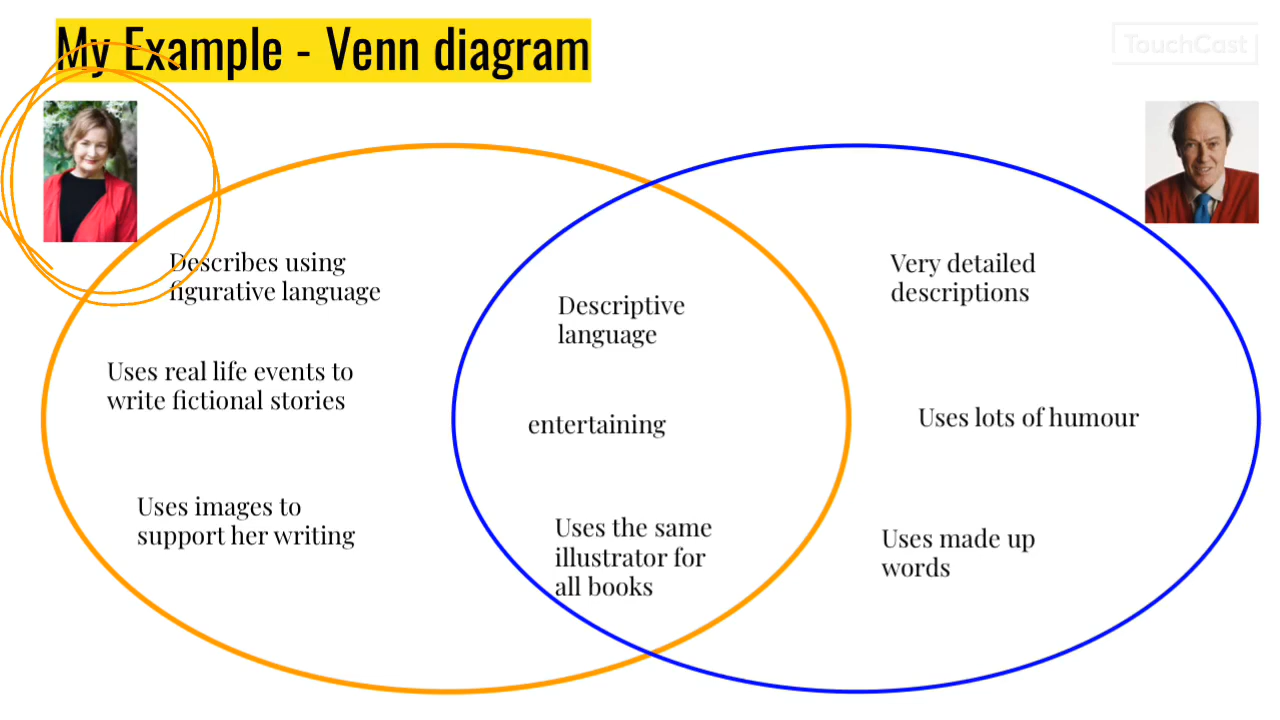 My Example - Venn diagram
TouchCast
Describes using
figurative language
Uses real life events to
write fictional stories
Uses images to
support her writing
Descriptive
language
entertaining
Uses the same
illustrator for
all books
Very detailed
descriptions
Uses lots of humour
Uses made up
words